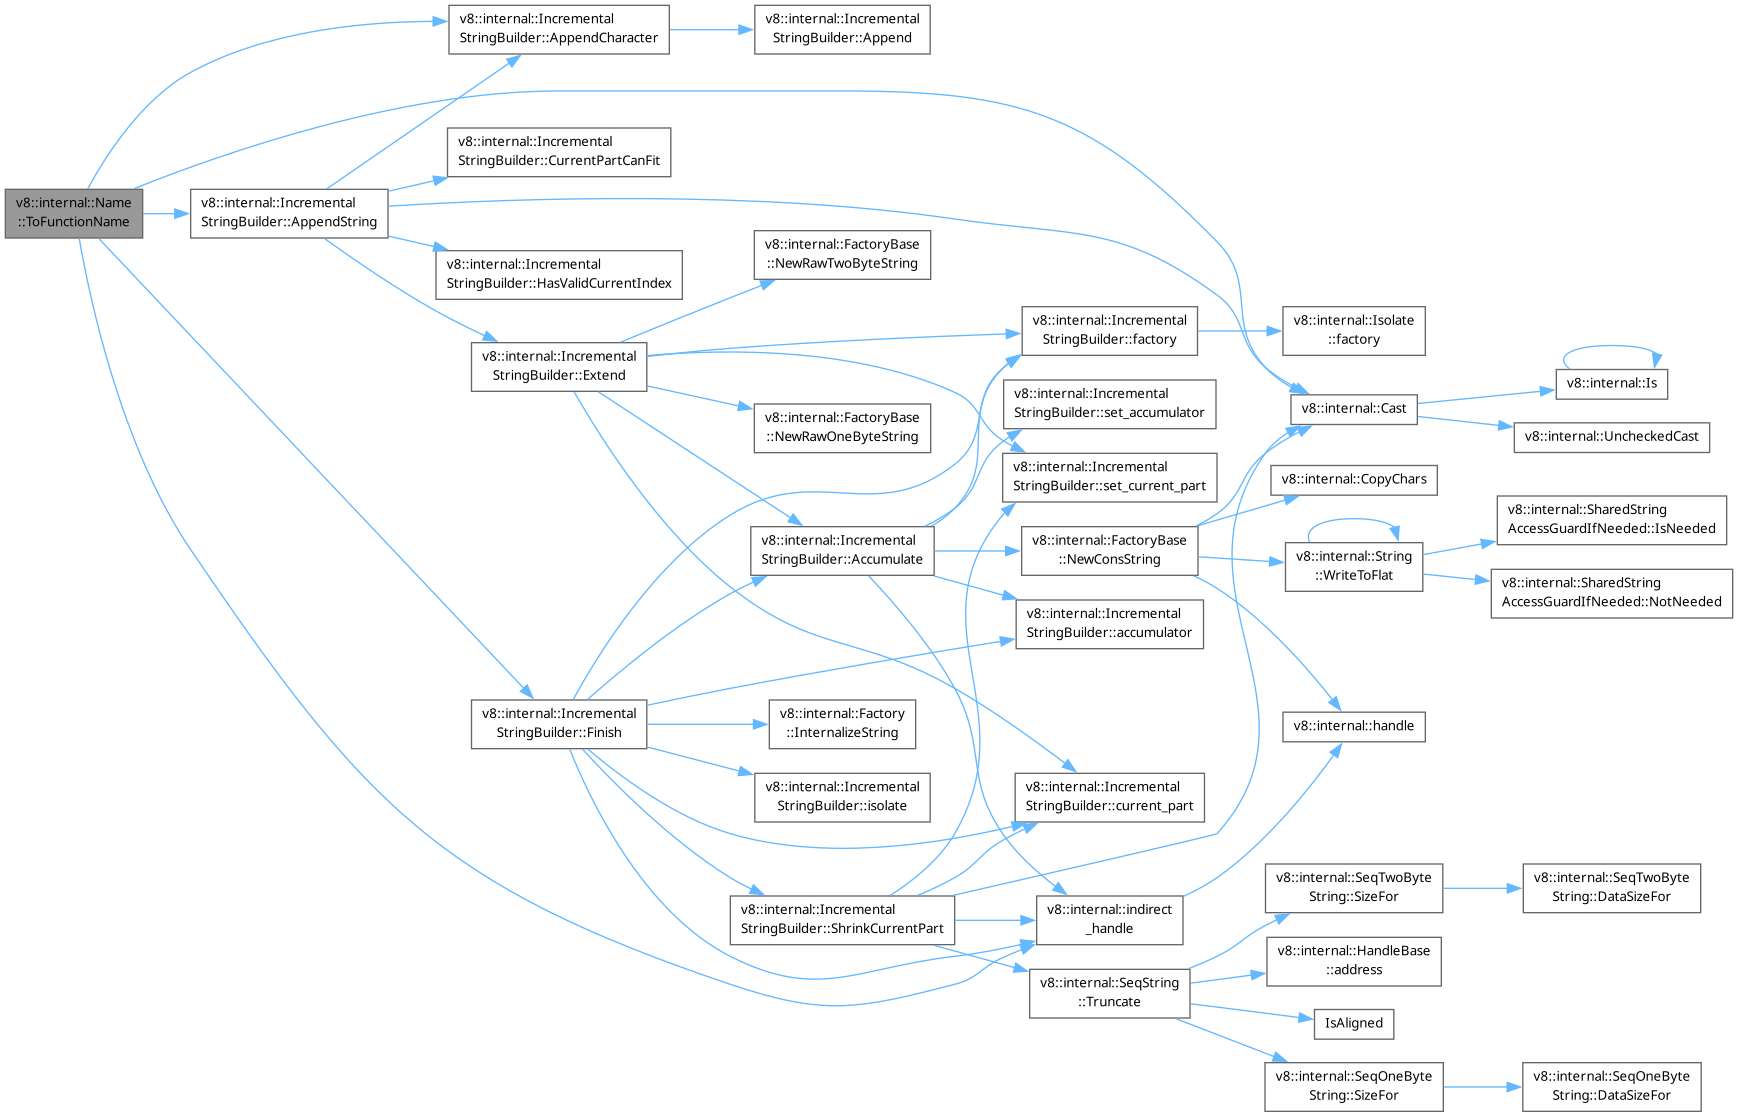 v8::internal::Name
::ToFunctionName
v8::internal::Incremental
StringBuilder::AppendString
v8::internal::Incremental
StringBuilder::AppendCharacter
v8::internal::Incremental
StringBuilder::CurrentPartCanFit
v8::internal::Incremental
StringBuilder::HasValidCurrentIndex
v8::internal::Incremental
StringBuilder::Extend
v8::internal::Incremental
StringBuilder::Finish
v8::internal::Incremental
StringBuilder::Append
v8::internal::FactoryBase
::NewRawTwoByteString
v8::internal::FactoryBase
::NewRawOneByteString
v8::internal::Incremental
StringBuilder::Accumulate
v8::internal::Factory
::InternalizeString
v8::internal::Incremental
StringBuilder::isolate
v8::internal::Incremental
StringBuilder::ShrinkCurrentPart
v8::internal::Incremental
StringBuilder::factory
v8::internal::Incremental
StringBuilder::set_accumulator
v8::internal::Incremental
StringBuilder::set_current_part
v8::internal::FactoryBase
::NewConsString
v8::internal::Incremental
StringBuilder::accumulator
v8::internal::Incremental
StringBuilder::current_part
v8::internal::indirect
_handle
v8::internal::SeqString
::Truncate
v8::internal::Isolate
::factory
v8::internal::Cast
v8::internal::CopyChars
v8::internal::String
::WriteToFlat
v8::internal::handle
v8::internal::SeqTwoByte
String::SizeFor
v8::internal::HandleBase
::address
IsAligned
v8::internal::SeqOneByte
String::SizeFor
v8::internal::Is
v8::internal::UncheckedCast
v8::internal::SharedString
AccessGuardIfNeeded::IsNeeded
v8::internal::SharedString
AccessGuardIfNeeded::NotNeeded
v8::internal::SeqTwoByte
String::DataSizeFor
v8::internal::SeqOneByte
String::DataSizeFor